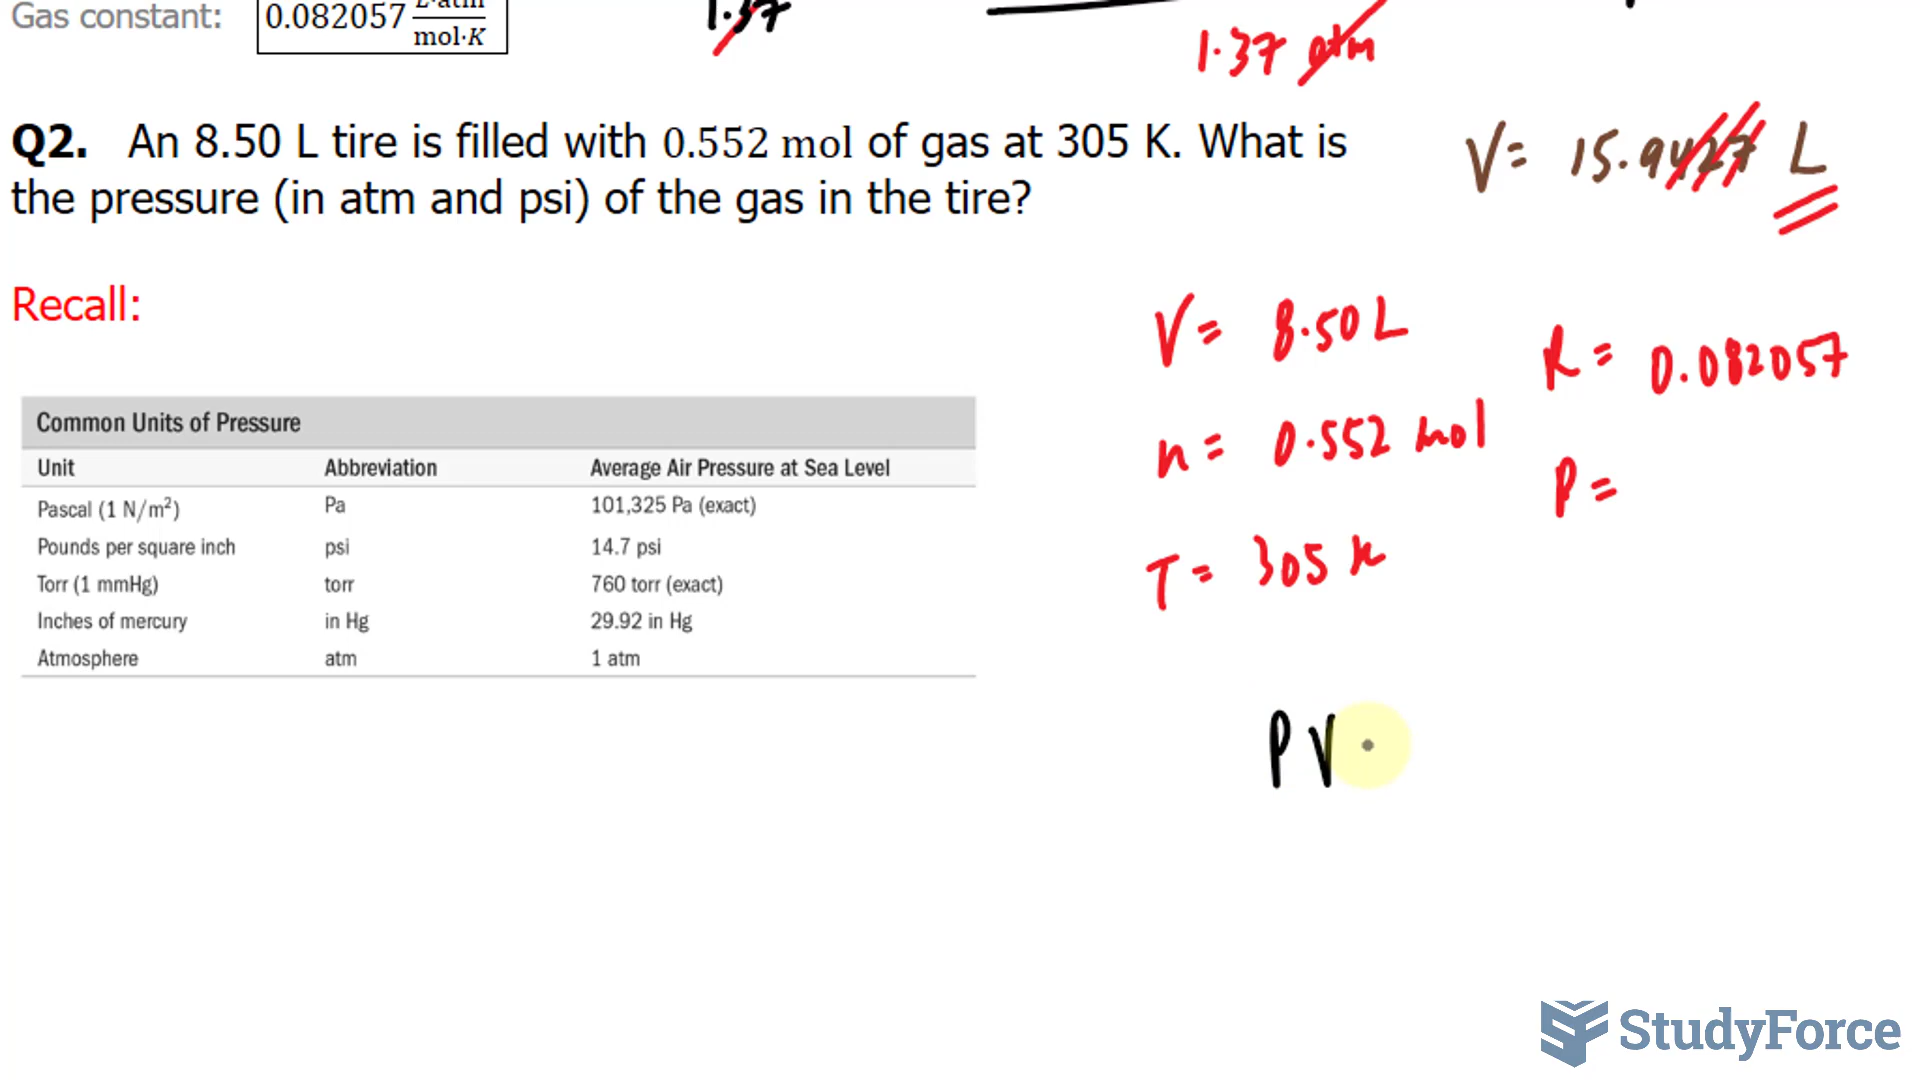 Gas constant: 0.082057 L·atm/mol·K
1.37
1.37 atm
Q2. An 8.50 L tire is filled with 0.552 mol of gas at 305 K. What is
the pressure (in atm and psi) of the gas in the tire?
V= 15.9427 L
Recall:
Common Units of Pressure
Unit Abbreviation Average Air Pressure at Sea Level
Pascal (1 N/m²) Pa 101,325 Pa (exact)
Pounds per square inch psi 14.7 psi
Torr (1 mmHg) torr 760 torr (exact)
Inches of mercury in Hg 29.92 in Hg
Atmosphere atm 1 atm
V= 8.50 L
n= 0.552 mol
T= 305 K
R= 0.082057
P=
PV
StudyForce